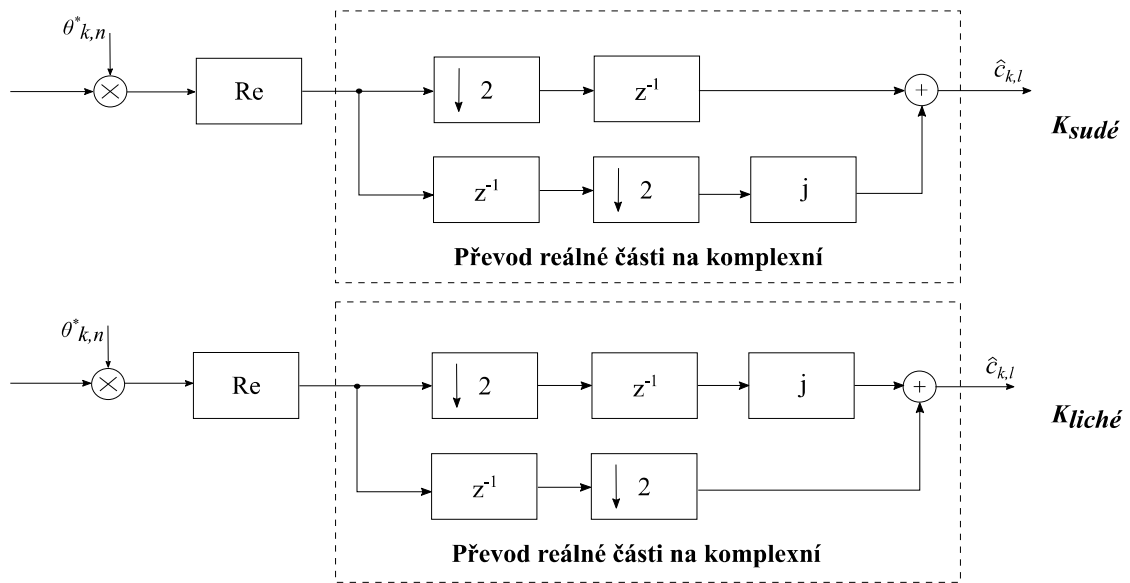 θ*k,n
Re
2
z-1
+
ĉk,l
Ksudé
z-1
2
j
Převod reálné části na komplexní
θ*k,n
Re
2
z-1
j
+
ĉk,l
Kliché
z-1
2
Převod reálné části na komplexní